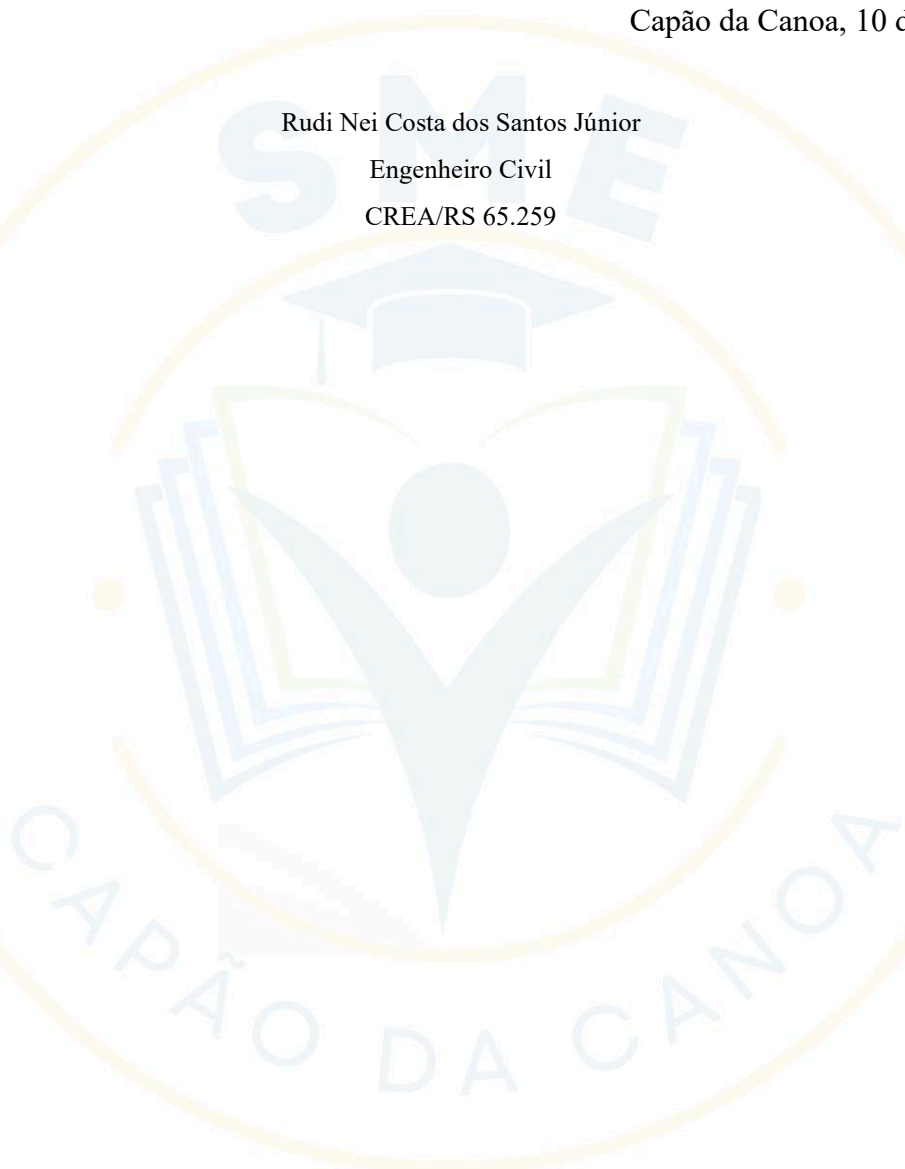 Capão da Canoa, 10 d
Rudi Nei Costa dos Santos Júnior
Engenheiro Civil
CREA/RS 65.259
SME
CAPÃO DA CANOA